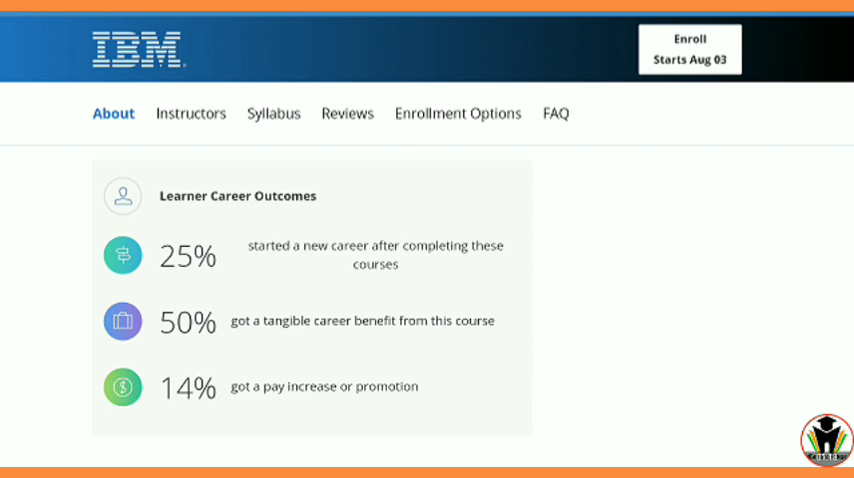 IBM
Enroll
Starts Aug 03
About Instructors Syllabus Reviews Enrollment Options FAQ
Learner Career Outcomes
25% started a new career after completing these
courses
50% got a tangible career benefit from this course
14% got a pay increase or promotion